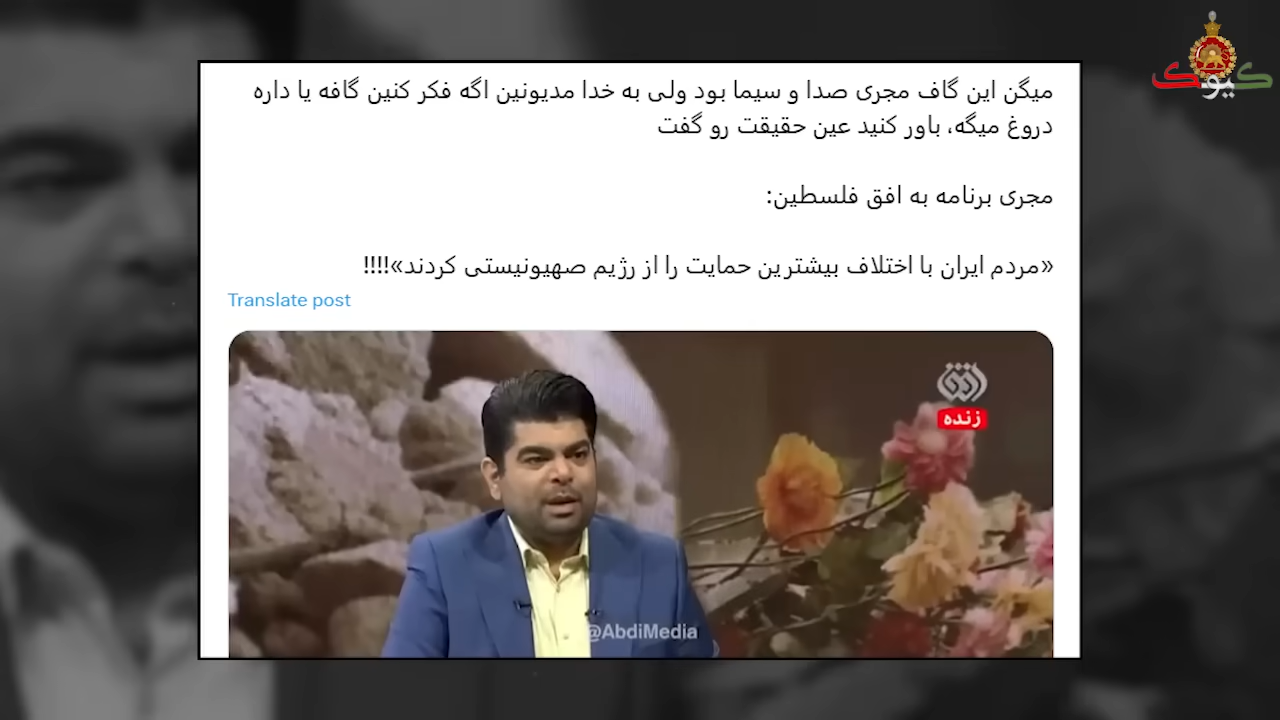 کیوک
میگن این گاف مجری صدا و سیما بود ولی به خدا مدیونین اگه فکر کنین گافه یا داره
دروغ میگه، باور کنید عین حقیقت رو گفت
مجری برنامه به افق فلسطین:
«مردم ایران با اختلاف بیشترین حمایت را از رژیم صهیونیستی کردند»!!!!
Translate post
افق
زنده
@AbdiMedia